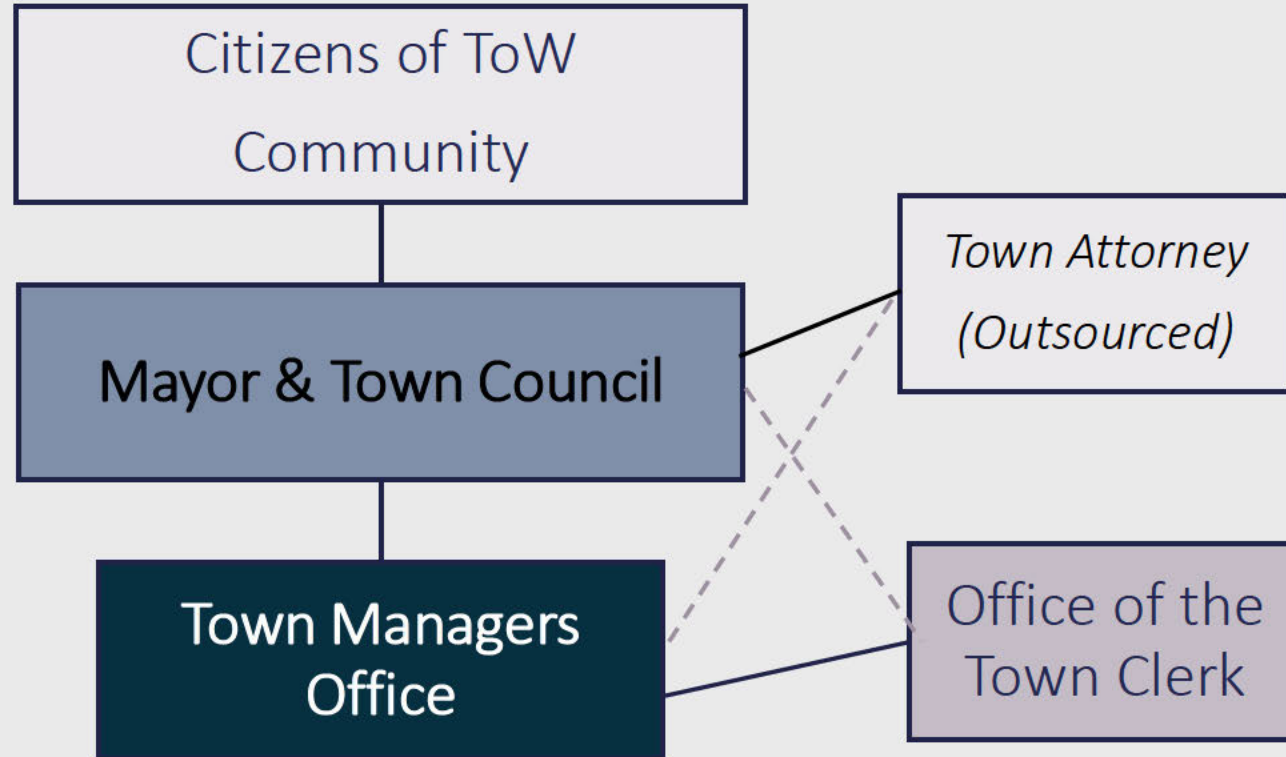 Citizens of ToW
Community
Town Attorney
(Outsourced)
Mayor & Town Council
Town Managers
Office
Office of the
Town Clerk